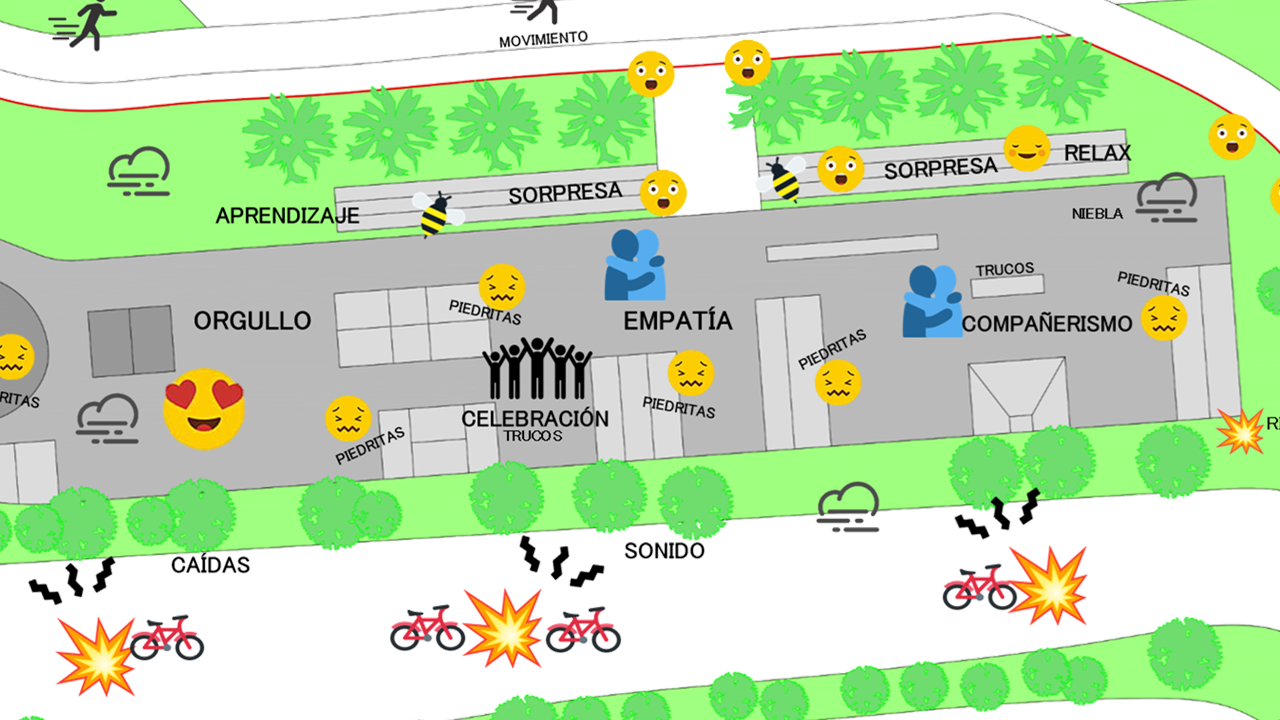 MOVIMIENTO
SORPRESA
RELAX
SORPRESA
APRENDIZAJE
NIEBLA
TRUCOS
PIEDRITAS
PIEDRITAS
ORGULLO
EMPATÍA
COMPAÑERISMO
PIEDRITAS
CELEBRACIÓN
TRUCOS
PIEDRITAS
PIEDRITAS
SONIDO
CAÍDAS